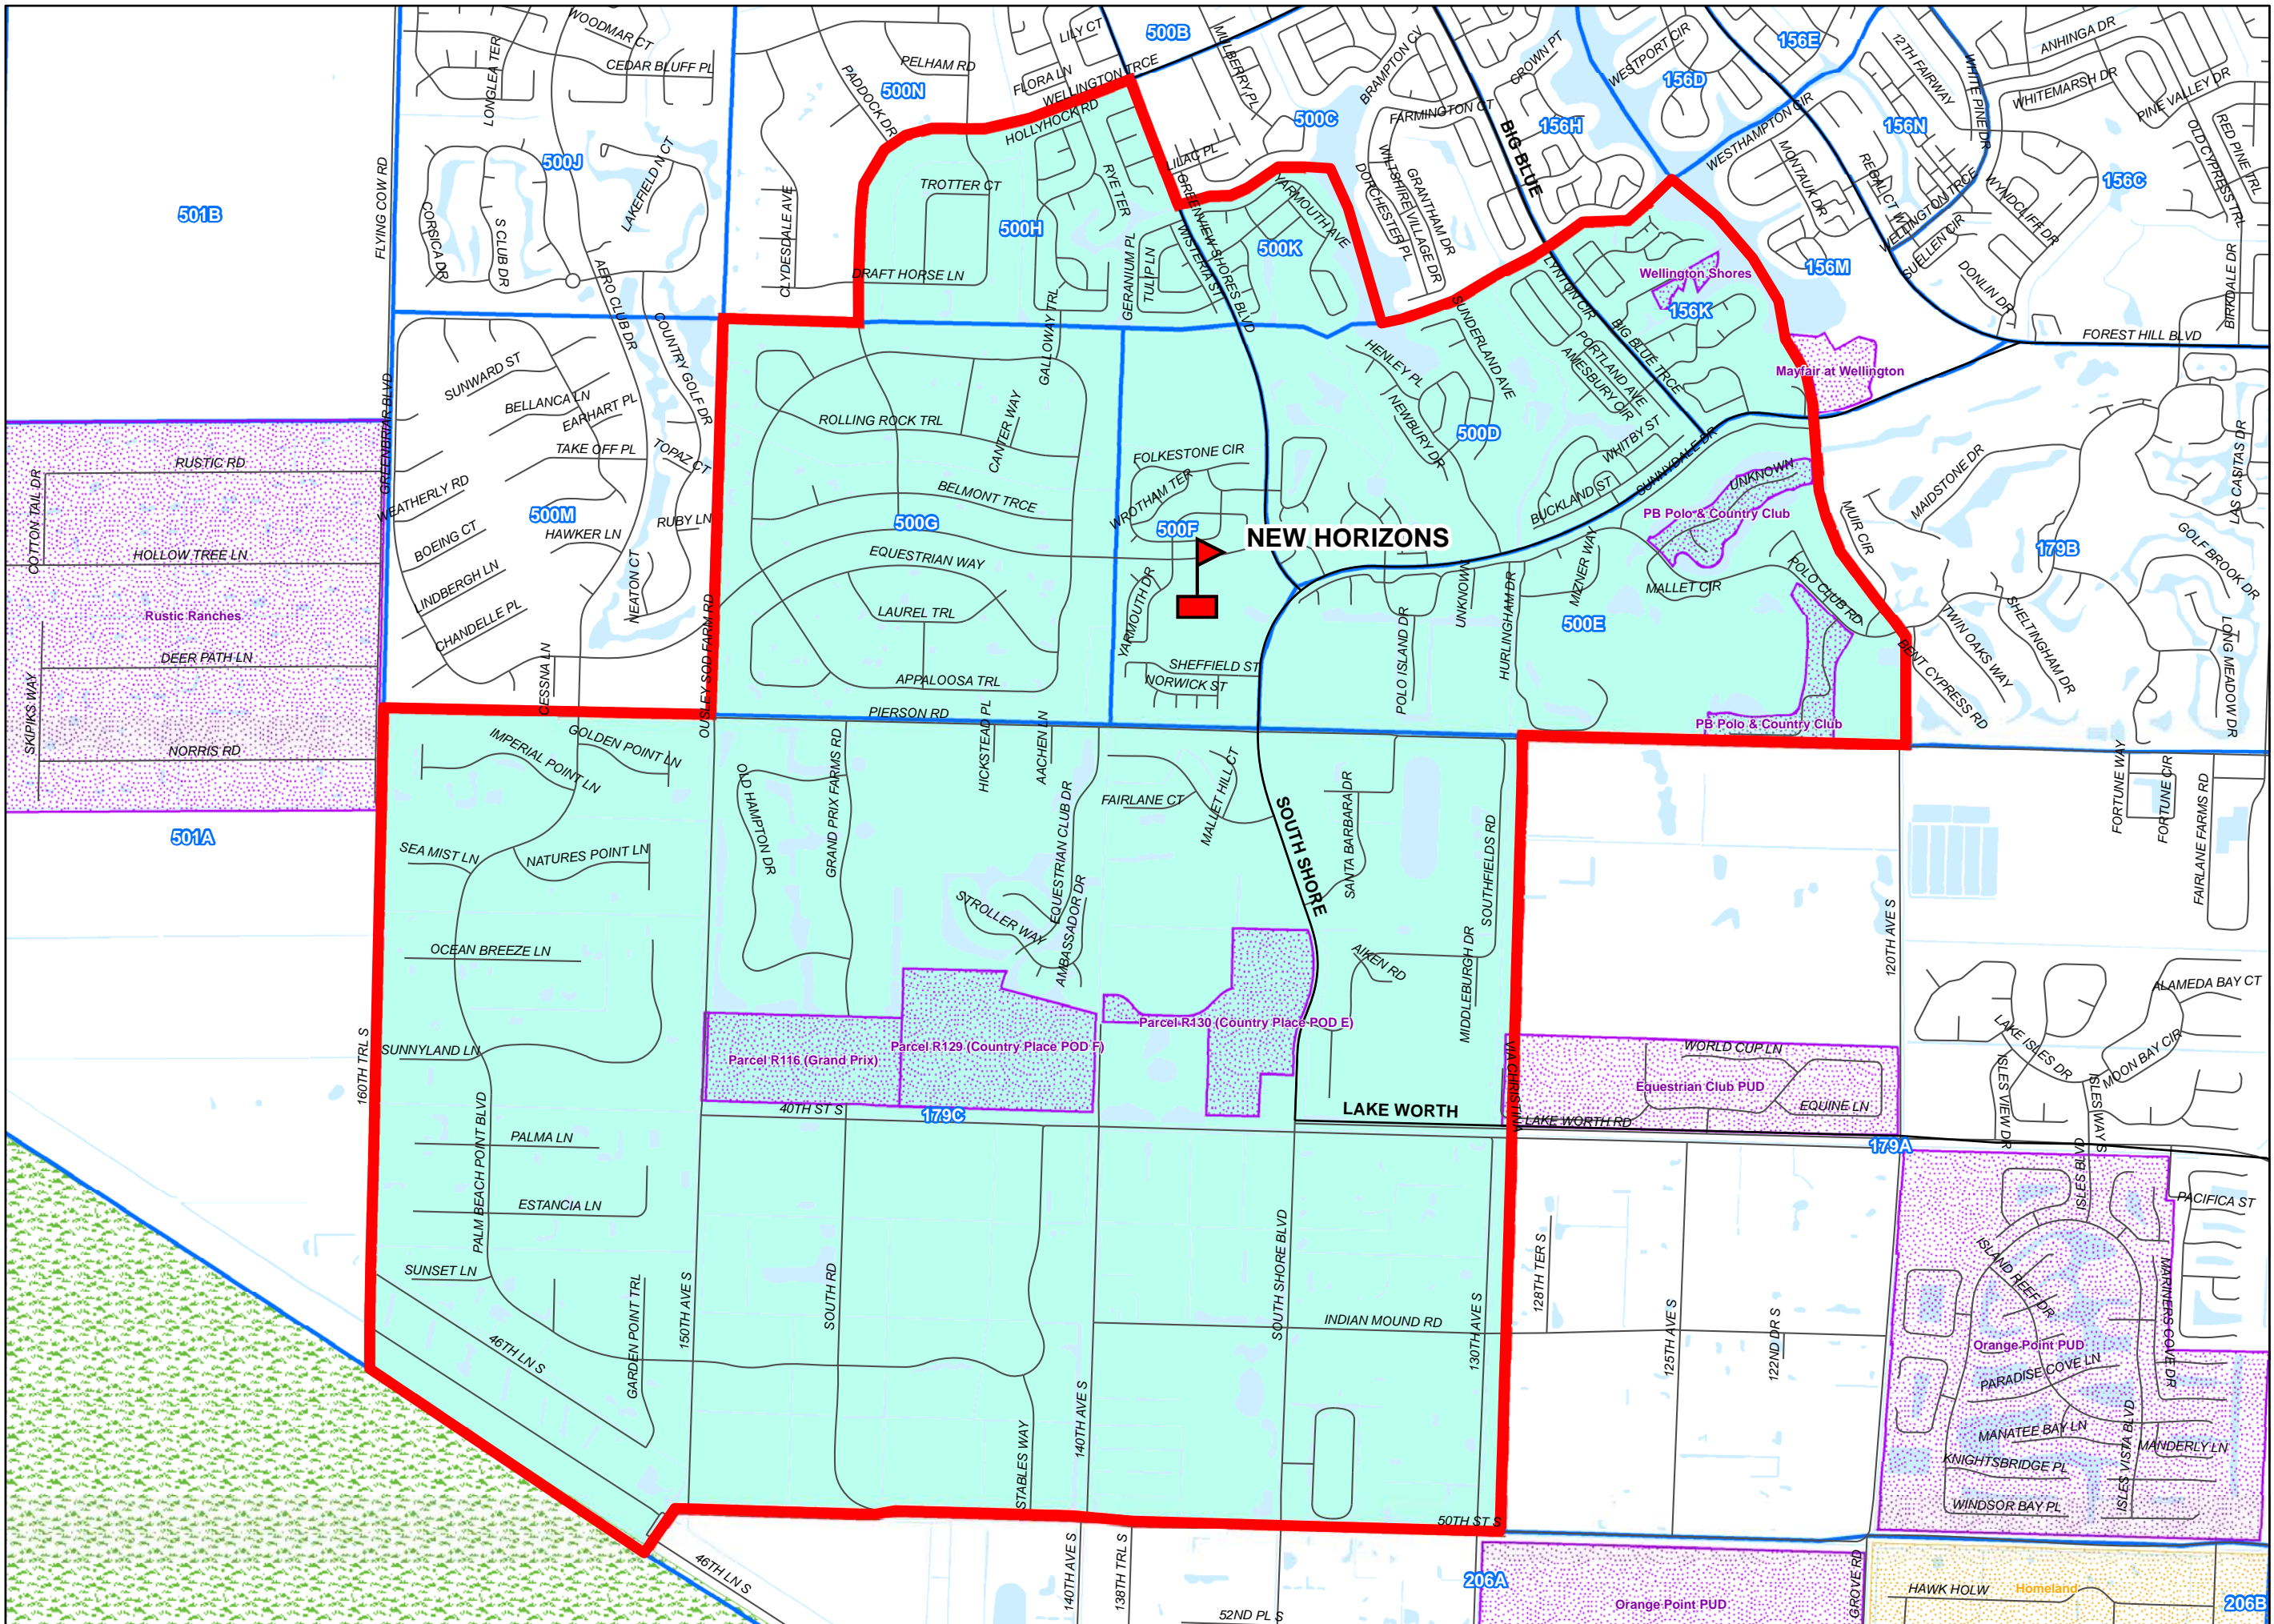 WOODMAR CT
LONGLEA TER
CEDAR BLUFF PL
PELHAM RD
PADDOCK DR
500N
LILY CT
FLORA LN
WELLINGTON TRCE
500B
MULBERRY PL
BRAMPTON CV
CROWN PT
WESTPORT CIR
156E
156D
12TH FAIRWAY
WHITE PINE DR
ANHINGA DR
WHITEMARSH DR
PINE VALLEY DR
OLD CYPRESS TRL
RED PINE TRL
500C
FARMINGTON CT
BIG BLUE
156H
WESTHAMPTON CIR
156N
156C
HOLLYHOCK RD
LILAC PL
500J
LAKEFIELD CT
FLYING COW RD
501B
CORSICA DR
S CLUB DR
AERO CLUB DR
CLYDESDALE AVE
TROTTER CT
DRAFT HORSE LN
500H
RYE TER
GREENVIEW SHORES BLVD
WISTERIA ST
GERANIUM PL
TULIP LN
YARMOUTH AVE
500K
DORCHESTER PL
WILTSHIRE VILLAGE DR
GRANTHAM DR
MONTAUK DR
REGAL CT
WELLINGTON TRCE
WYNDCLIFF DR
SUELLEN CIR
DONLIN DR
156M
BIRKDALE DR
FOREST HILL BLVD
Wellington Shores
156K
LYNTON CIR
BIG BLUE TRCE
PORTLAND AVE
AMESBURY CIR
SUNDERLAND AVE
HENLEY PL
NEWBURY DR
500D
WHITBY ST
BUCKLAND ST
SUNNYDALE DR
Mayfair at Wellington
COUNTRY GOLF DR
GALLOWAY TRL
SUNWARD ST
BELLANCA LN
EARHART PL
TAKE OFF PL
TOPAZ CT
GREENBRIAR BLVD
RUSTIC RD
COTTON TAIL DR
WEATHERLY RD
500M
BOEING CT
HAWKER LN
RUBY LN
LINDBERGH LN
CHANDELLE PL
NEATON CT
CESSNA LN
HOLLOW TREE LN
Rustic Ranches
DEER PATH LN
SKIPIKS WAY
NORRIS RD
501A
ROLLING ROCK TRL
CANTER WAY
BELMONT TRCE
500G
EQUESTRIAN WAY
LAUREL TRL
APPALOOSA TRL
OUSLEY SOD FARM RD
PIERSON RD
FOLKESTONE CIR
WROTHAM TER
500F
NEW HORIZONS
YARMOUTH DR
SHEFFIELD ST
NORWICK ST
POLO ISLAND DR
UNKNOWN
HURLINGHAM DR
MIZNER WAY
500E
MALLET CIR
UNKNOWN
PB Polo & Country Club
POLO CLUB RD
PB Polo & Country Club
MUIR CIR
MAIDSTONE DR
179B
LAS CASITAS DR
GOLF BROOK DR
LONG MEADOW DR
TWIN OAKS WAY
SHELTINGHAM DR
BENT CYPRESS RD
FORTUNE WAY
FORTUNE CIR
FAIRLANE FARMS RD
IMPERIAL POINT LN
GOLDEN POINT LN
SEA MIST LN
NATURES POINT LN
OCEAN BREEZE LN
SUNNYLAND LN
160TH TRL S
PALM BEACH POINT BLVD
PALMA LN
ESTANCIA LN
SUNSET LN
46TH LN S
GARDEN POINT TRL
150TH AVE S
OLD HAMPTON DR
GRAND PRIX FARMS RD
HICKSTEAD PL
AACHEN LN
EQUESTRIAN CLUB DR
AMBASSADOR DR
STROLLER WAY
FAIRLANE CT
MALLET HILL CT
SOUTH SHORE
SANTA BARBARA DR
SOUTHFIELDS RD
AIKEN RD
MIDDLEBURGH DR
120TH AVE S
Parcel R116 (Grand Prix)
Parcel R129 (Country Place POD F)
Parcel R130 (Country Place POD E)
40TH ST S
179C
LAKE WORTH
VIA CHRISTINA
LAKE WORTH RD
WORLD CUP LN
Equestrian Club PUD
EQUINE LN
179A
ALAMEDA BAY CT
LAKE ISLES DR
MOON BAY CIR
ISLES VIEW DR
ISLES WAY S
ISLES BLVD
PACIFICA ST
SOUTH RD
STABLES WAY
140TH AVE S
SOUTH SHORE BLVD
INDIAN MOUND RD
130TH AVE S
128TH TER S
125TH AVE S
122ND DR S
ISLAND REEF DR
MARINERS COVE DR
Orange Point PUD
PARADISE COVE LN
MANATEE BAY LN
MANDERLY LN
KNIGHTSBRIDGE PL
ISLES VISTA BLVD
WINDSOR BAY PL
50TH ST S
46TH LN S
140TH AVE S
138TH TRL S
52ND PL S
206A
Orange Point PUD
GROVE RD
HAWK HOLW
Homeland
206B